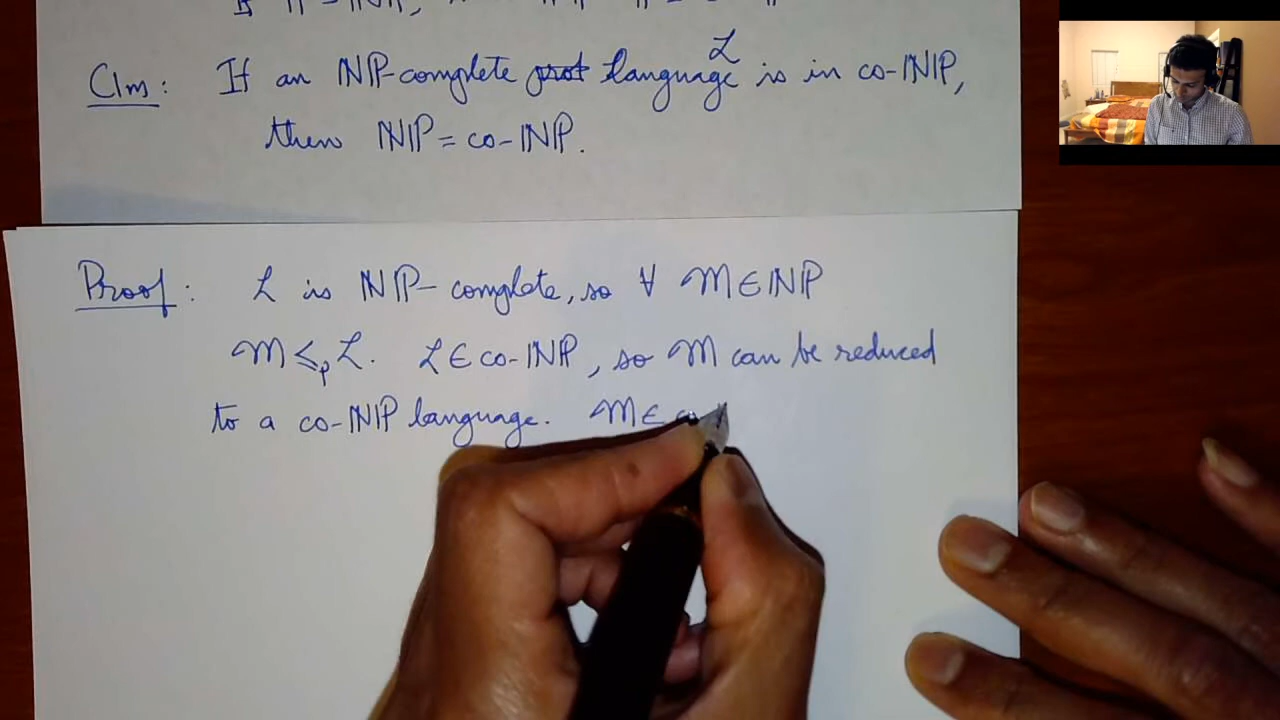 Clm: If an NP-complete language L is in co-NP,
then NP = co-NP.
Proof: L is NP-complete, so ∀ M ∈ NP
M ≤p L. L ∈ co-NP, so M can be reduced
to a co-NP language. M ∈ co